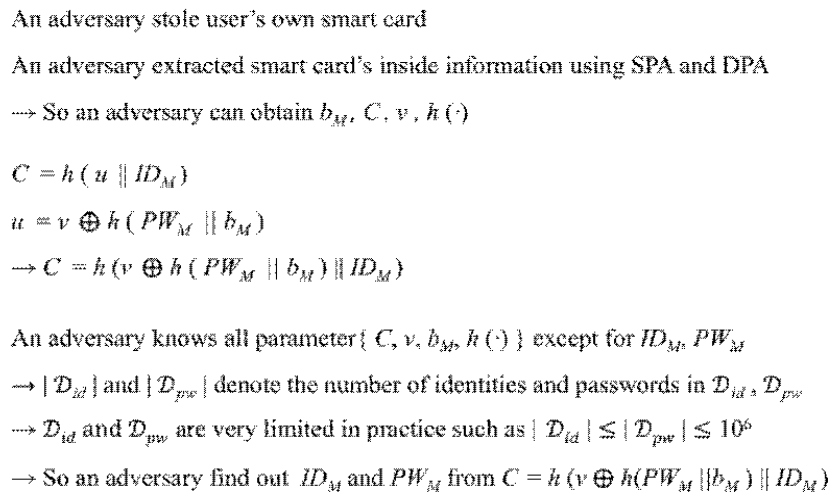 An adversary stole user's own smart card
An adversary extracted smart card's inside information using SPA and DPA
→ So an adversary can obtain b_M, C, v, h(·)
C = h ( u || ID_M)
u = v ⊕ h ( PW_M || b_M)
→ C = h (v ⊕ h ( PW_M || b_M ) || ID_M)
An adversary knows all parameter{ C, v, b_M, h (·) } except for ID_M, PW_M
→ | 𝒟_id | and | 𝒟_pw | denote the number of identities and passwords in 𝒟_id , 𝒟_pw
→ 𝒟_id and 𝒟_pw are very limited in practice such as | 𝒟_id | ≤ | 𝒟_pw | ≤ 10⁶
→ So an adversary find out ID_M and PW_M from C = h (v ⊕ h(PW_M ||b_M ) || ID_M)